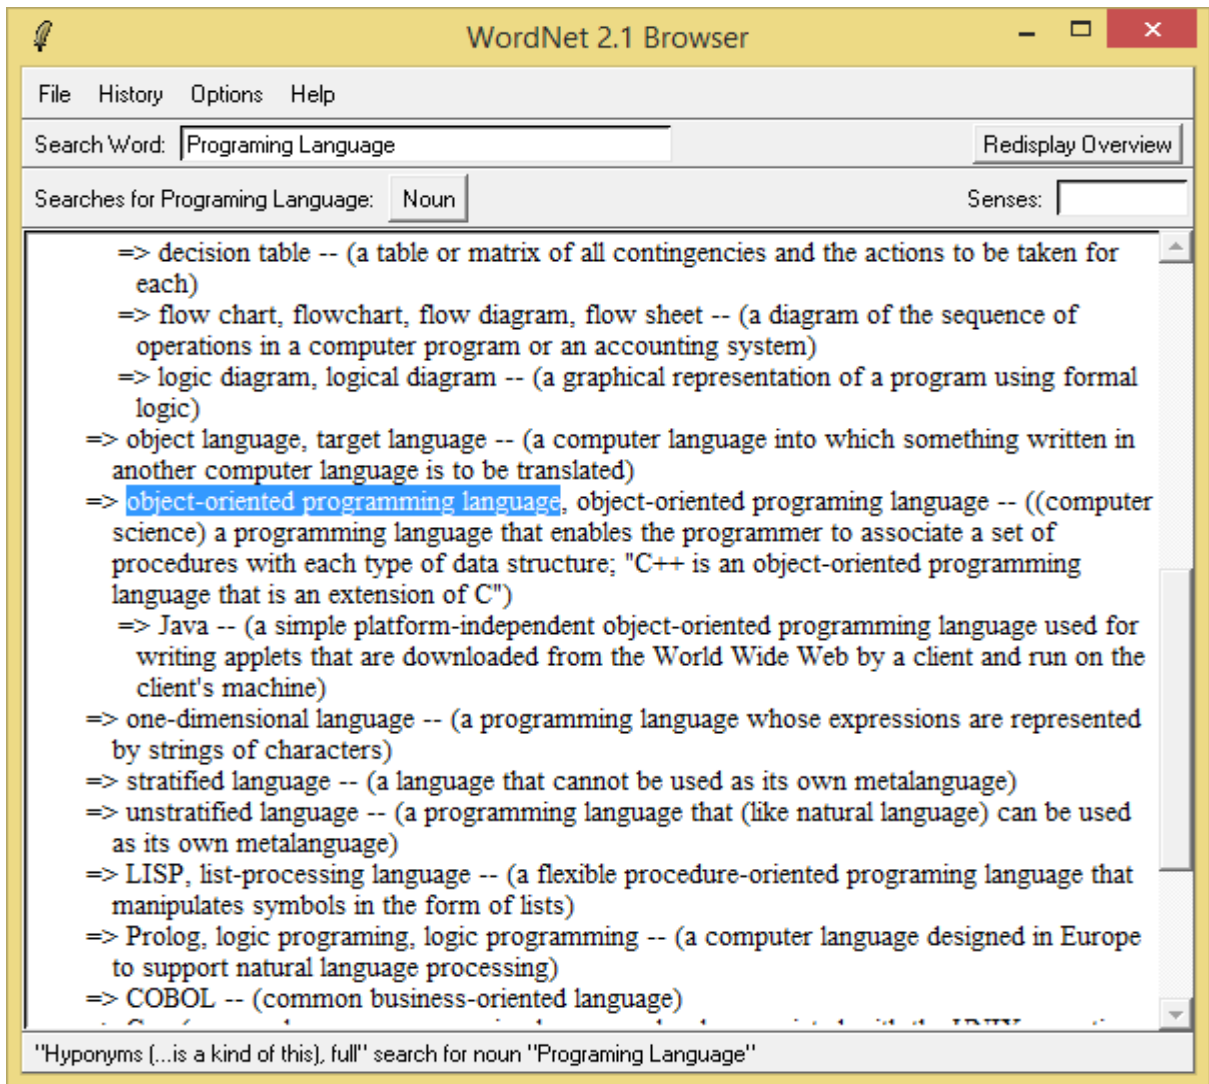 WordNet 2.1 Browser
File History Options Help
Search Word: Programing Language Redisplay Overview
Searches for Programing Language: Noun Senses:
=> decision table -- (a table or matrix of all contingencies and the actions to be taken for
each)
=> flow chart, flowchart, flow diagram, flow sheet -- (a diagram of the sequence of
operations in a computer program or an accounting system)
=> logic diagram, logical diagram -- (a graphical representation of a program using formal
logic)
=> object language, target language -- (a computer language into which something written in
another computer language is to be translated)
=> object-oriented programming language, object-oriented programing language -- ((computer
science) a programming language that enables the programmer to associate a set of
procedures with each type of data structure; "C++ is an object-oriented programming
language that is an extension of C")
=> Java -- (a simple platform-independent object-oriented programming language used for
writing applets that are downloaded from the World Wide Web by a client and run on the
client's machine)
=> one-dimensional language -- (a programming language whose expressions are represented
by strings of characters)
=> stratified language -- (a language that cannot be used as its own metalanguage)
=> unstratified language -- (a programming language that (like natural language) can be used
as its own metalanguage)
=> LISP, list-processing language -- (a flexible procedure-oriented programing language that
manipulates symbols in the form of lists)
=> Prolog, logic programing, logic programming -- (a computer language designed in Europe
to support natural language processing)
=> COBOL -- (common business-oriented language)
"Hyponyms (...is a kind of this), full" search for noun "Programing Language"